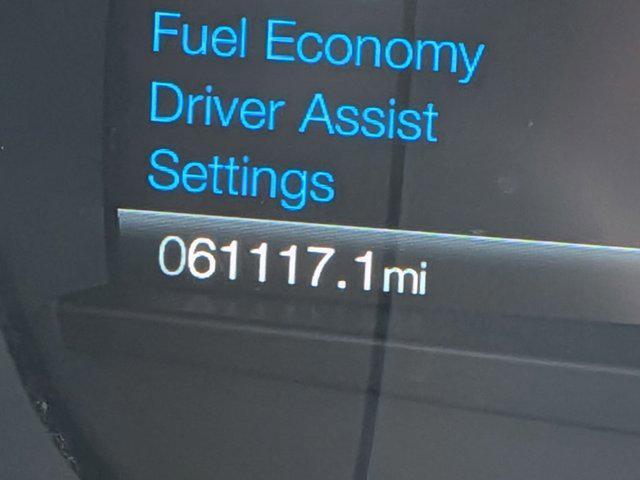 Fuel Economy
Driver Assist
Settings
061117.1mi